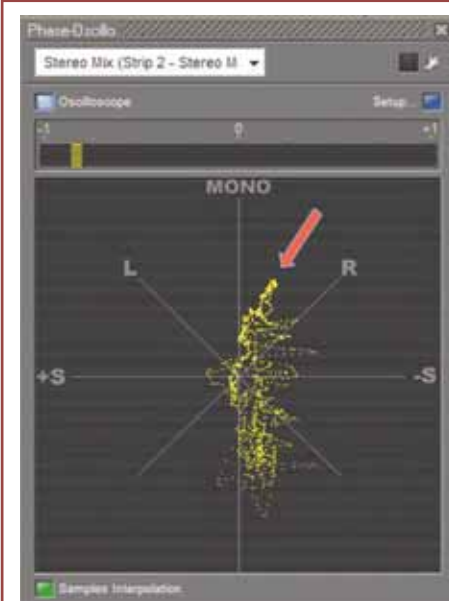 Phase-Oscillo
Stereo Mix (Strip 2 - Stereo M
Oscilloscope Setup...
-1 0 +1
MONO
L R
+S -S
Samples Interpolation